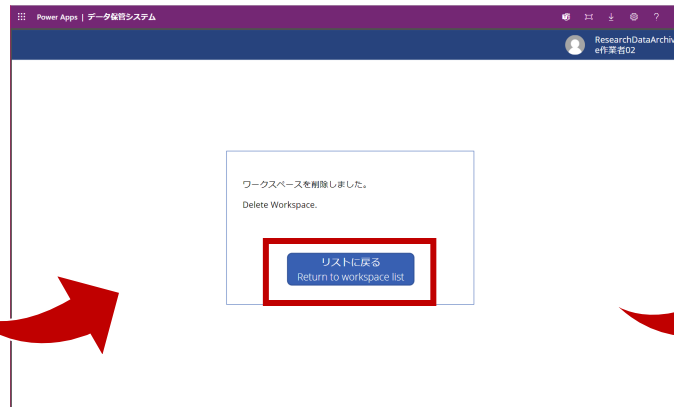 Power Apps | データ保管システム
?
ResearchDataArchiv
e作業者02
ワークスペースを削除しました。
Delete Workspace.
リストに戻る
Return to workspace list